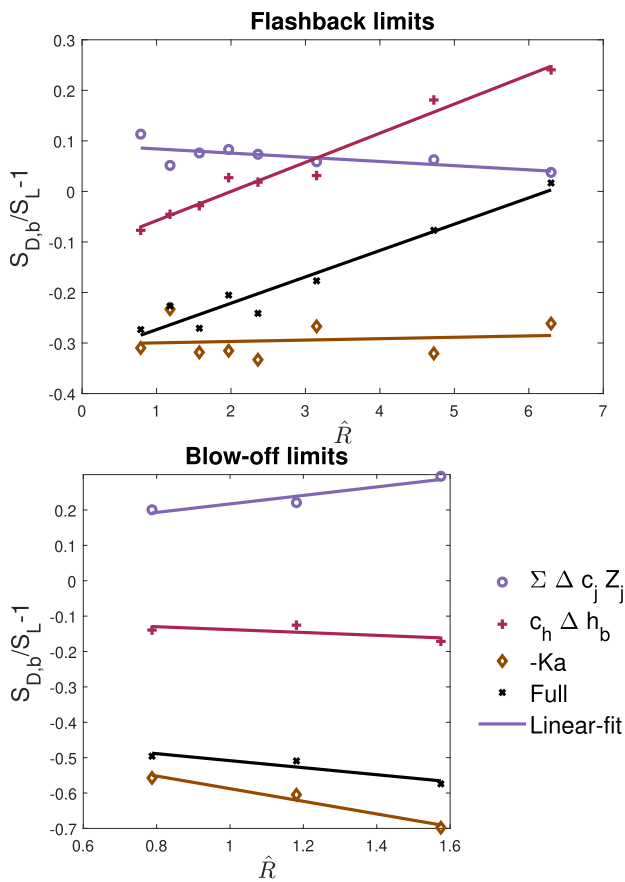 Flashback limits
0.3
0.2
0.1
0
-0.1
-0.2
-0.3
-0.4
S_{D,b}/S_L-1
0 1 2 3 4 5 6 7
R̂
Blow-off limits
0.2
0.1
0
-0.1
-0.2
-0.3
-0.4
-0.5
-0.6
-0.7
S_{D,b}/S_L-1
0.6 0.8 1 1.2 1.4 1.6
R̂
Σ Δ c_j Z_j
c_h Δ h_b
-Ka
Full
Linear-fit